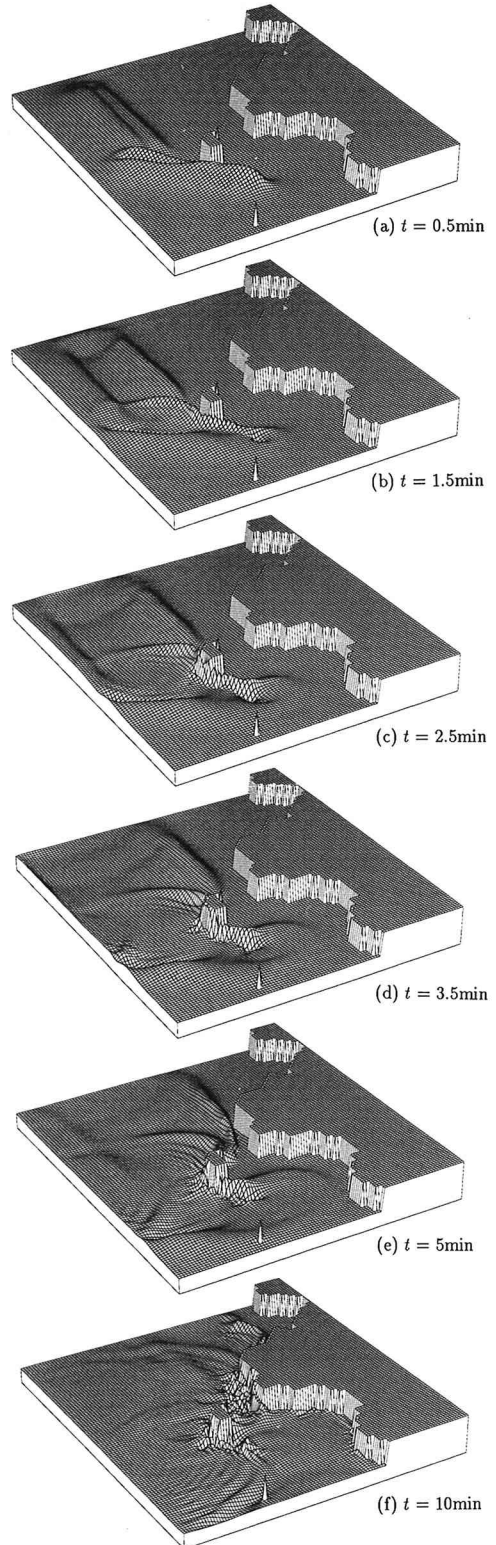 (a) t = 0.5min
(b) t = 1.5min
(c) t = 2.5min
(d) t = 3.5min
(e) t = 5min
(f) t = 10min